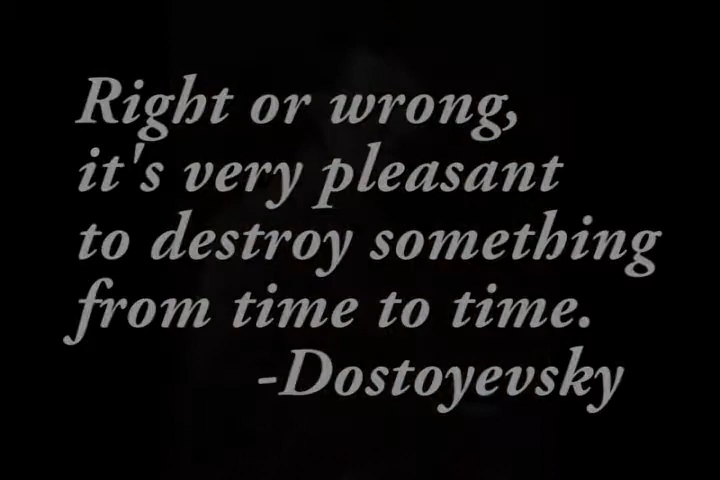 Right or wrong,
it's very pleasant
to destroy something
from time to time.
-Dostoyevsky